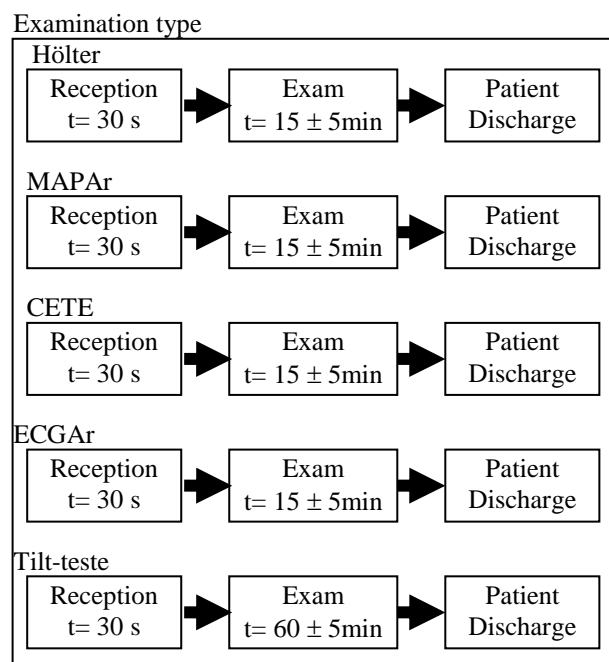 Examination type
Hölter
Reception
t= 30 s
Exam
t= 15 ± 5min
Patient
Discharge
MAPAr
Reception
t= 30 s
Exam
t= 15 ± 5min
Patient
Discharge
CETE
Reception
t= 30 s
Exam
t= 15 ± 5min
Patient
Discharge
ECGAr
Reception
t= 30 s
Exam
t= 15 ± 5min
Patient
Discharge
Tilt-teste
Reception
t= 30 s
Exam
t= 60 ± 5min
Patient
Discharge